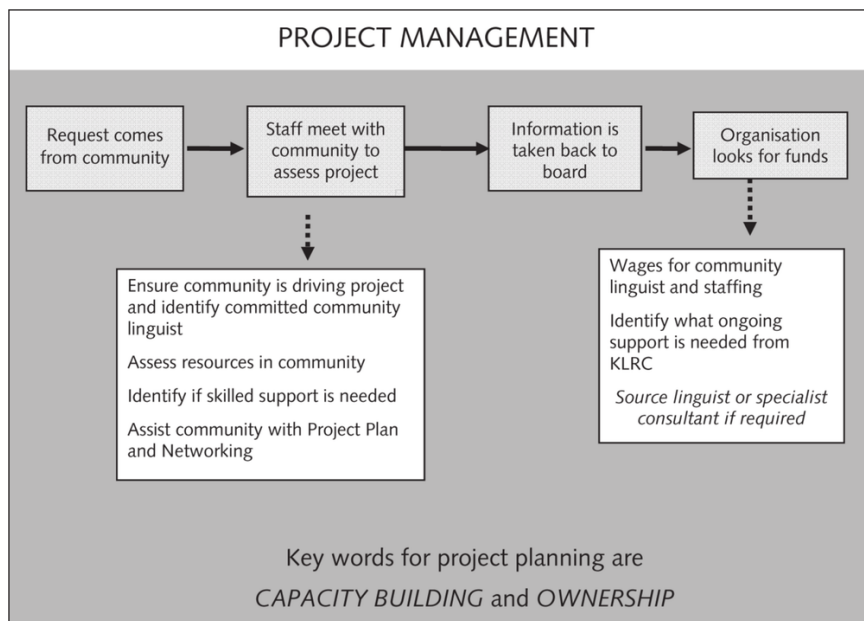 PROJECT MANAGEMENT
Request comes
from community
Staff meet with
community to
assess project
Information is
taken back to
board
Organisation
looks for funds
Ensure community is driving project
and identify committed community
linguist
Assess resources in community
Identify if skilled support is needed
Assist community with Project Plan
and Networking
Wages for community
linguist and staffing
Identify what ongoing
support is needed from
KLRC
Source linguist or specialist
consultant if required
Key words for project planning are
CAPACITY BUILDING and OWNERSHIP